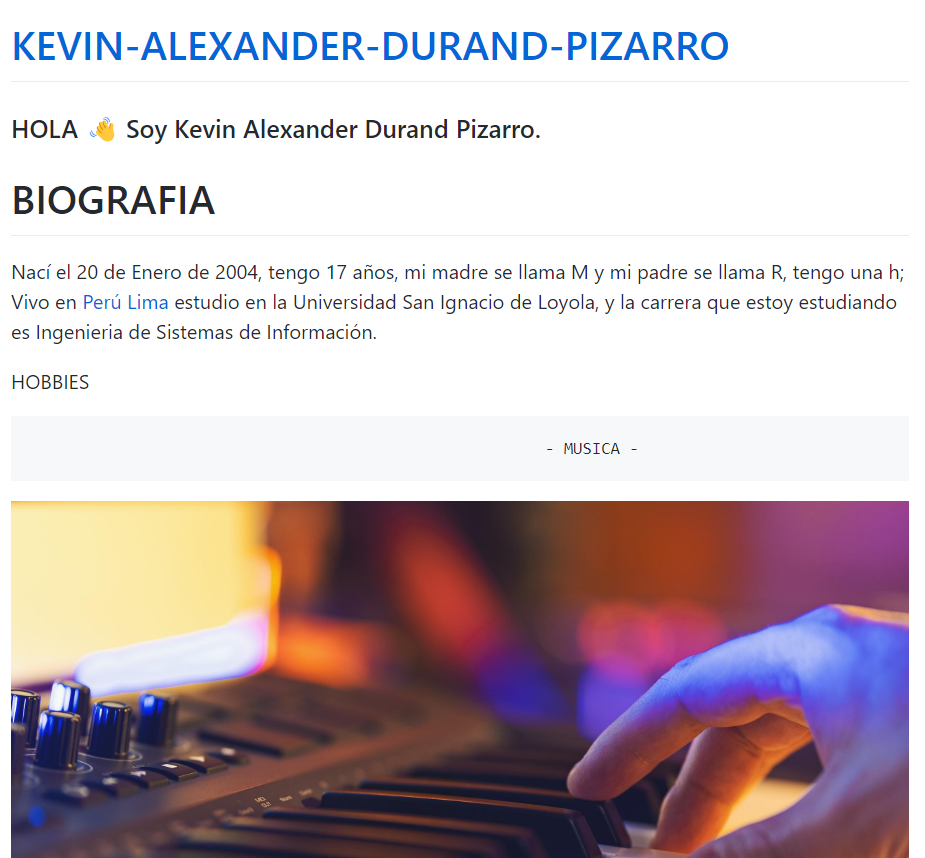 KEVIN-ALEXANDER-DURAND-PIZARRO
HOLA 👋 Soy Kevin Alexander Durand Pizarro.
BIOGRAFIA
Nací el 20 de Enero de 2004, tengo 17 años, mi madre se llama M y mi padre se llama R, tengo una h;
Vivo en Perú Lima estudio en la Universidad San Ignacio de Loyola, y la carrera que estoy estudiando
es Ingenieria de Sistemas de Información.
HOBBIES
- MUSICA -